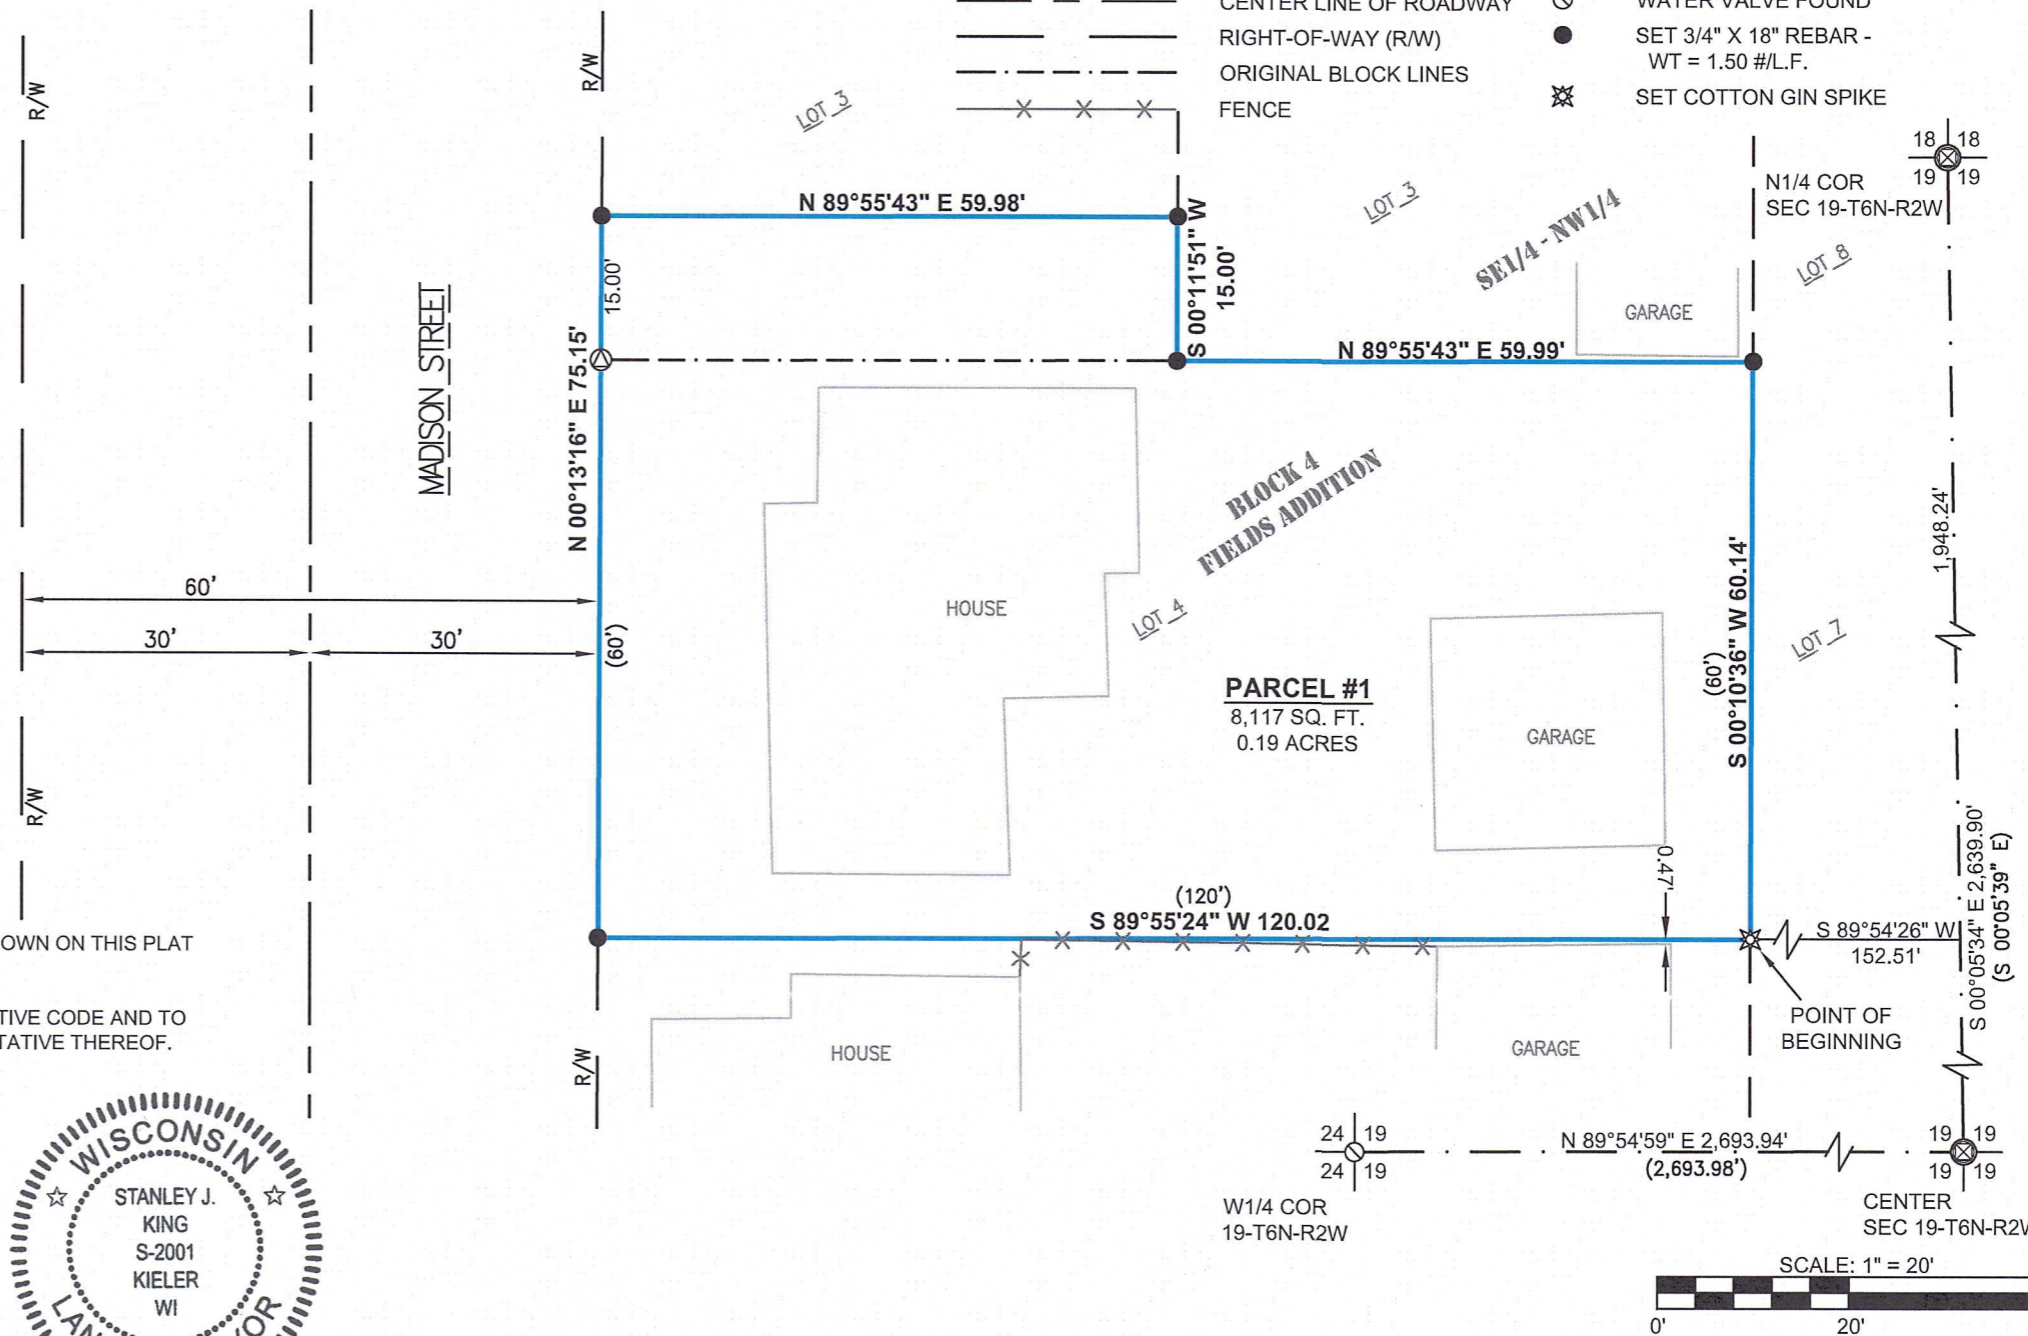 CENTER LINE OF ROADWAY
WATER VALVE FOUND
RIGHT-OF-WAY (R/W)
SET 3/4" X 18" REBAR -
WT = 1.50 #/L.F.
ORIGINAL BLOCK LINES
FENCE
SET COTTON GIN SPIKE
R/W
R/W
LOT 3
18 18
19 19
N1/4 COR
SEC 19-T6N-R2W
N 89°55'43" E 59.98'
LOT 3
SE1/4 - NW1/4
LOT 8
15.00'
S 00°11'51" W
15.00'
GARAGE
MADISON STREET
N 00°13'16" E 75.15'
N 89°55'43" E 59.99'
BLOCK 4
FIELDS ADDITION
1,948.24'
60'
30'
30'
(60')
HOUSE
LOT 4
LOT 7
(60')
S 00°10'36" W 60.14'
PARCEL #1
8,117 SQ. FT.
0.19 ACRES
GARAGE
R/W
0.47'
(120')
S 89°55'24" W 120.02
S 89°54'26" W
152.51'
S 00°05'34" E 2,639.90'
(S 00°05'39" E)
OWN ON THIS PLAT
TIVE CODE AND TO
TATIVE THEREOF.
POINT OF
BEGINNING
HOUSE
GARAGE
R/W
24 19
24 19
W1/4 COR
19-T6N-R2W
N 89°54'59" E 2,693.94'
(2,693.98')
19 19
19 19
CENTER
SEC 19-T6N-R2W
WISCONSIN
STANLEY J.
KING
S-2001
KIELER
WI
SCALE: 1" = 20'
0' 20'